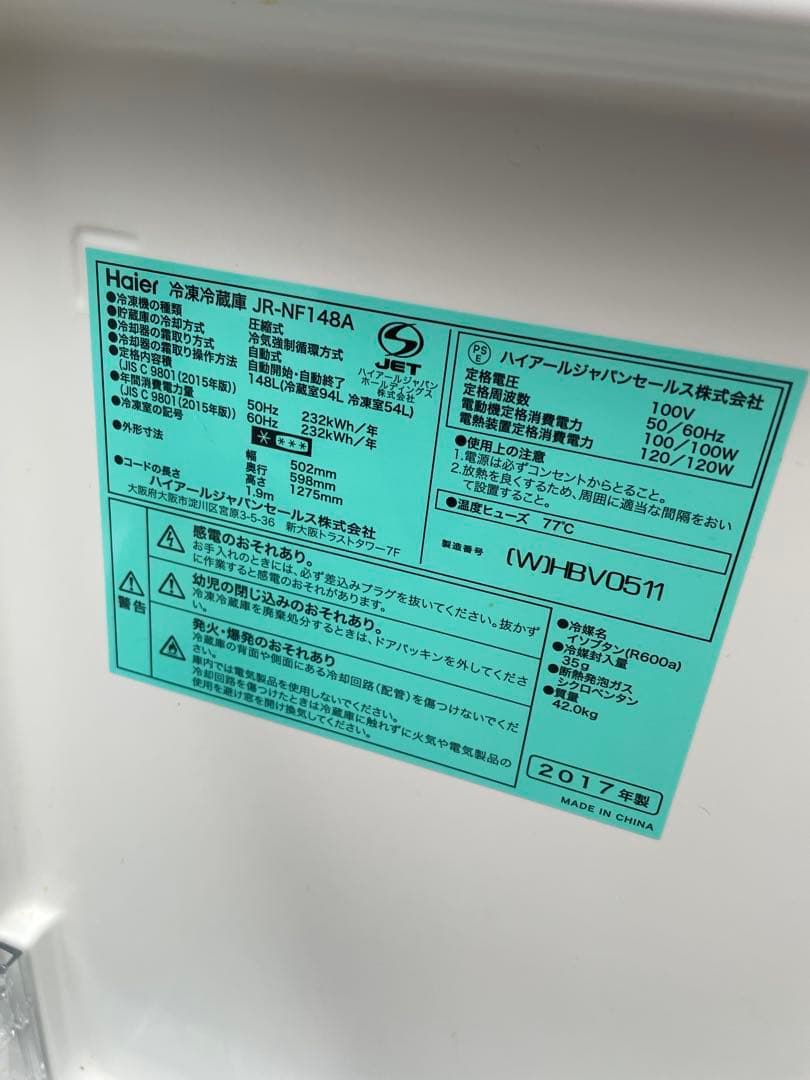 Haier 冷凍冷蔵庫 JR-NF148A
●冷凍機の種類 圧縮式
●貯蔵庫の冷却方式 冷気強制循環方式
●冷却器の霜取り方式 自動式
●冷却器の霜取り操作方法 自動開始・自動終了
●定格内容積 148L(冷蔵室94L 冷凍室54L)
(JIS C 9801(2015年版))
●年間消費電力量 50Hz 232kWh/年
(JIS C 9801(2015年版)) 60Hz 232kWh/年
●冷凍室の記号 * ***
●外形寸法 幅 502mm
奥行 598mm
高さ 1275mm
●コードの長さ 1.9m
ハイアールジャパンセールス株式会社
大阪府大阪市淀川区宮原3-5-36 新大阪トラストタワー7F
JET
ハイアールジャパン
ホールディングス
株式会社
PS
E
ハイアールジャパンセールス株式会社
定格電圧 100V
定格周波数 50/60Hz
電動機定格消費電力 100/100W
電熱装置定格消費電力 120/120W
●使用上の注意
1.電源は必ずコンセントからとること。
2.放熱を良くするため、周囲に適当な間隔をおい
て設置すること。
●温度ヒューズ 77℃
製造番号 (W)HBV0511
警告
感電のおそれあり。
お手入れのときには、必ず差込みプラグを抜いてください。抜かず
に作業すると感電のおそれがあります。
幼児の閉じ込みのおそれあり。
冷凍冷蔵庫を廃棄処分するときは、ドアパッキンを外してくださ
い。
発火・爆発のおそれあり
冷蔵庫の背面や側面にある冷却回路(配管)を傷つけないでくだ
さい。
庫内では電気製品を使用しないでください。
冷却回路を傷つけたときは冷蔵庫に触れずに火気や電気製品の
使用を避け窓を開け換気してください。
●冷媒名
イソブタン(R600a)
●冷媒封入量
35g
●断熱発泡ガス
シクロペンタン
●質量
42.0kg
2017年製
MADE IN CHINA